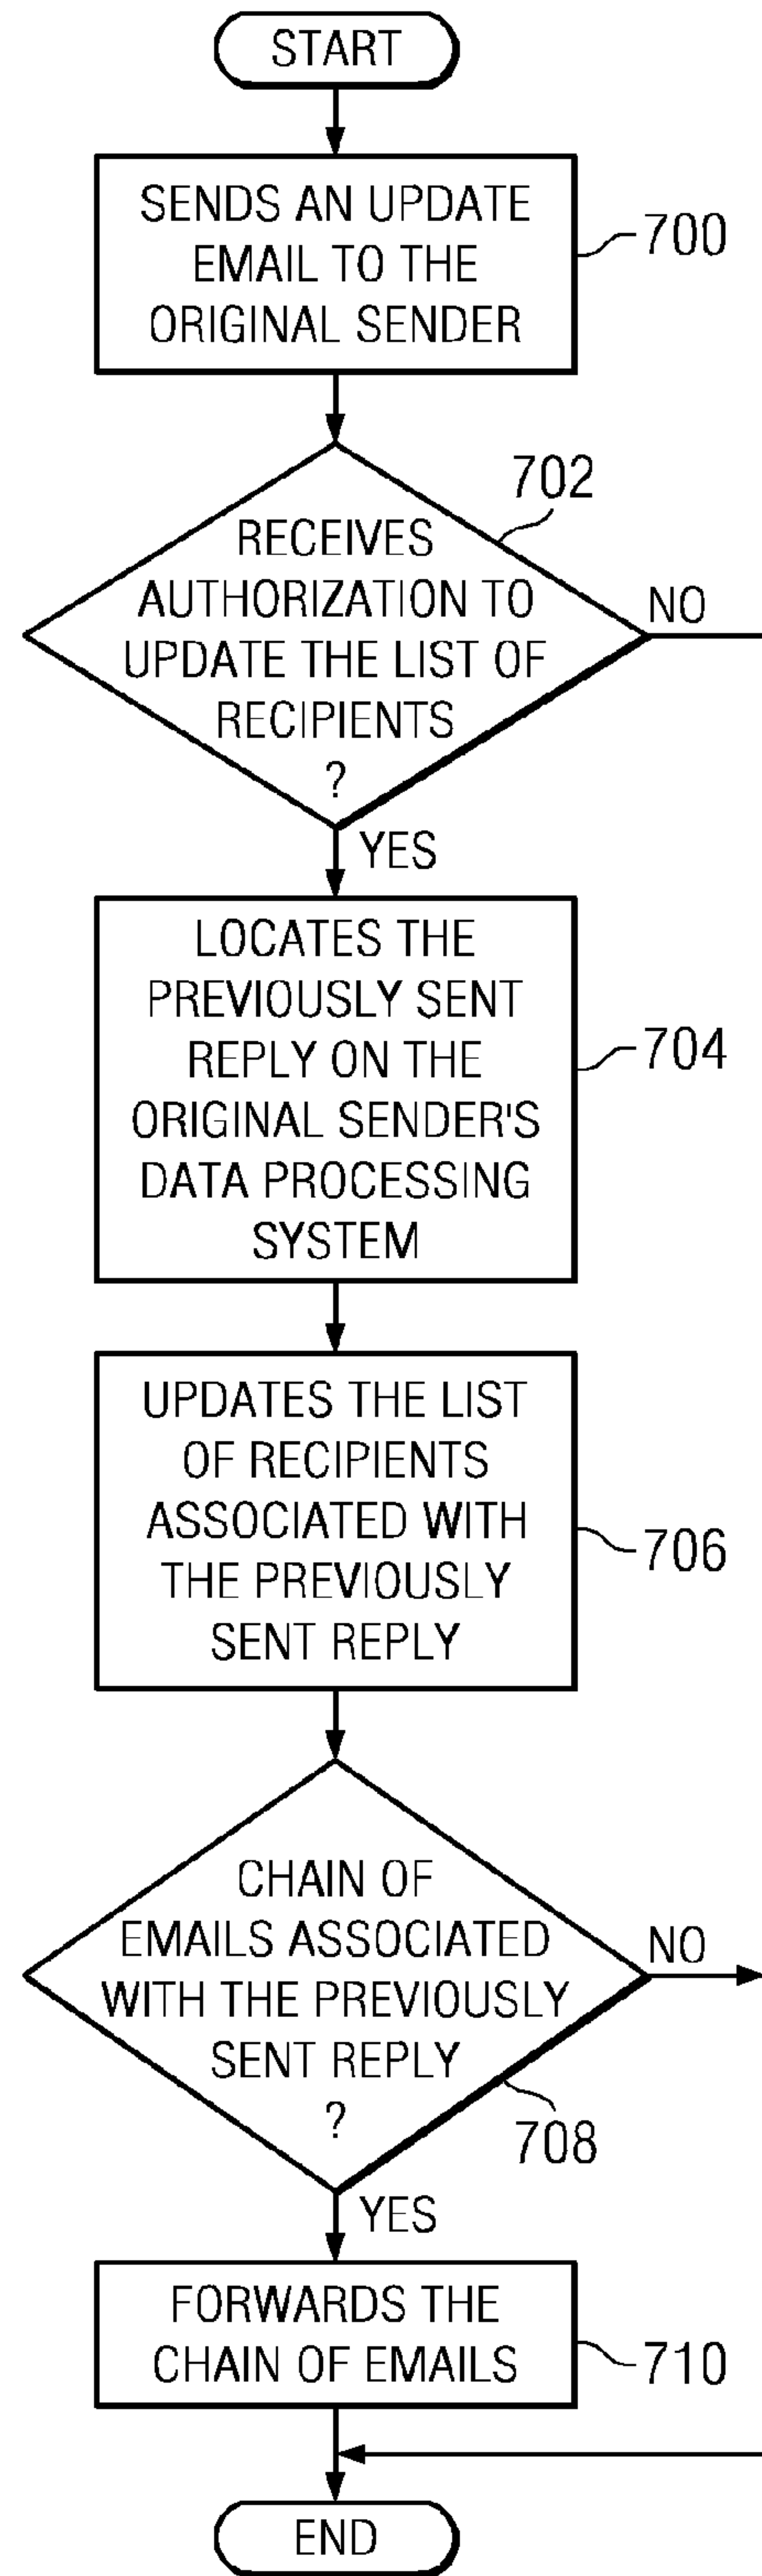 START
SENDS AN UPDATE
EMAIL TO THE
ORIGINAL SENDER
700
702
RECEIVES
AUTHORIZATION TO
UPDATE THE LIST OF
RECIPIENTS
?
NO
YES
LOCATES THE
PREVIOUSLY SENT
REPLY ON THE
ORIGINAL SENDER'S
DATA PROCESSING
SYSTEM
704
UPDATES THE LIST
OF RECIPIENTS
ASSOCIATED WITH
THE PREVIOUSLY
SENT REPLY
706
CHAIN OF
EMAILS ASSOCIATED
WITH THE PREVIOUSLY
SENT REPLY
?
NO
708
YES
FORWARDS THE
CHAIN OF EMAILS
710
END